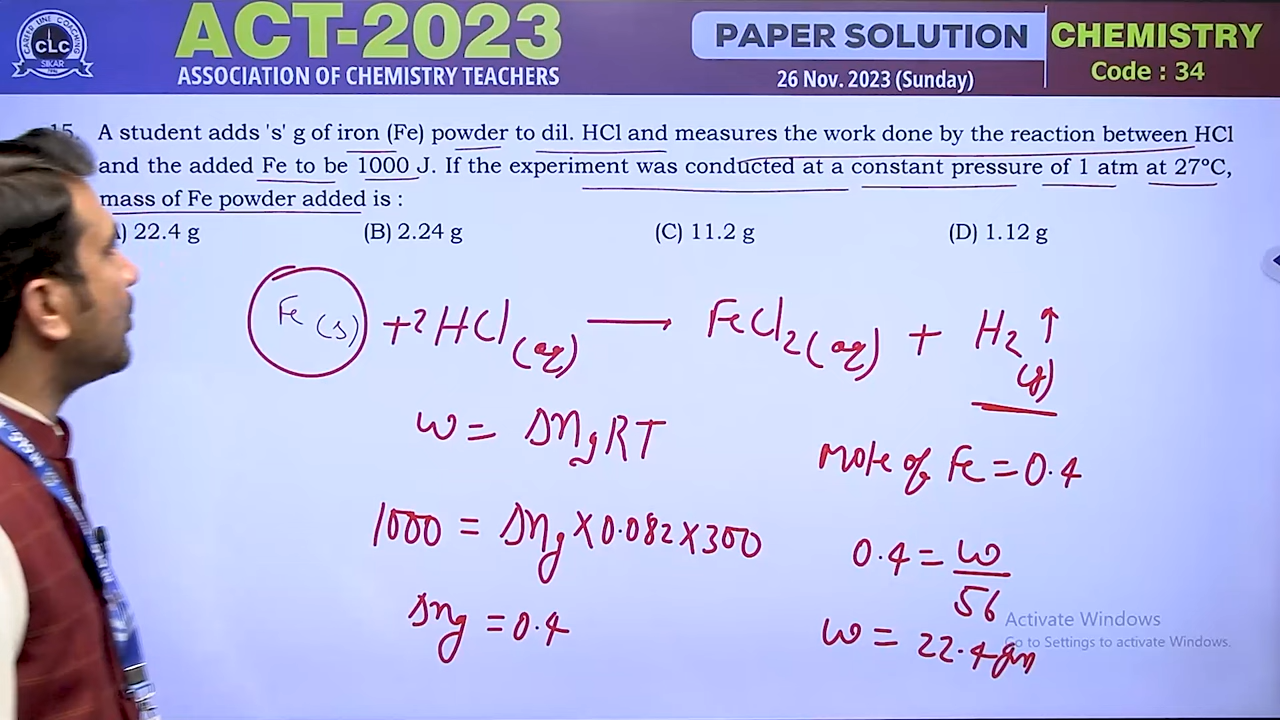 CAREER LINE COACHING
CLC
SIKAR
ACT-2023
ASSOCIATION OF CHEMISTRY TEACHERS
PAPER SOLUTION
26 Nov. 2023 (Sunday)
CHEMISTRY
Code : 34
15. A student adds 's' g of iron (Fe) powder to dil. HCl and measures the work done by the reaction between HCl
and the added Fe to be 1000 J. If the experiment was conducted at a constant pressure of 1 atm at 27°C,
mass of Fe powder added is :
) 22.4 g (B) 2.24 g (C) 11.2 g (D) 1.12 g
Fe (s) + 2HCl (aq) ⟶ FeCl2 (aq) + H2 ↑ (g)
w = Δng RT
1000 = Δng × 0.082 × 300
Δng = 0.4
mole of Fe = 0.4
0.4 = w/56
w = 22.4 gm
Activate Windows
Go to Settings to activate Windows.